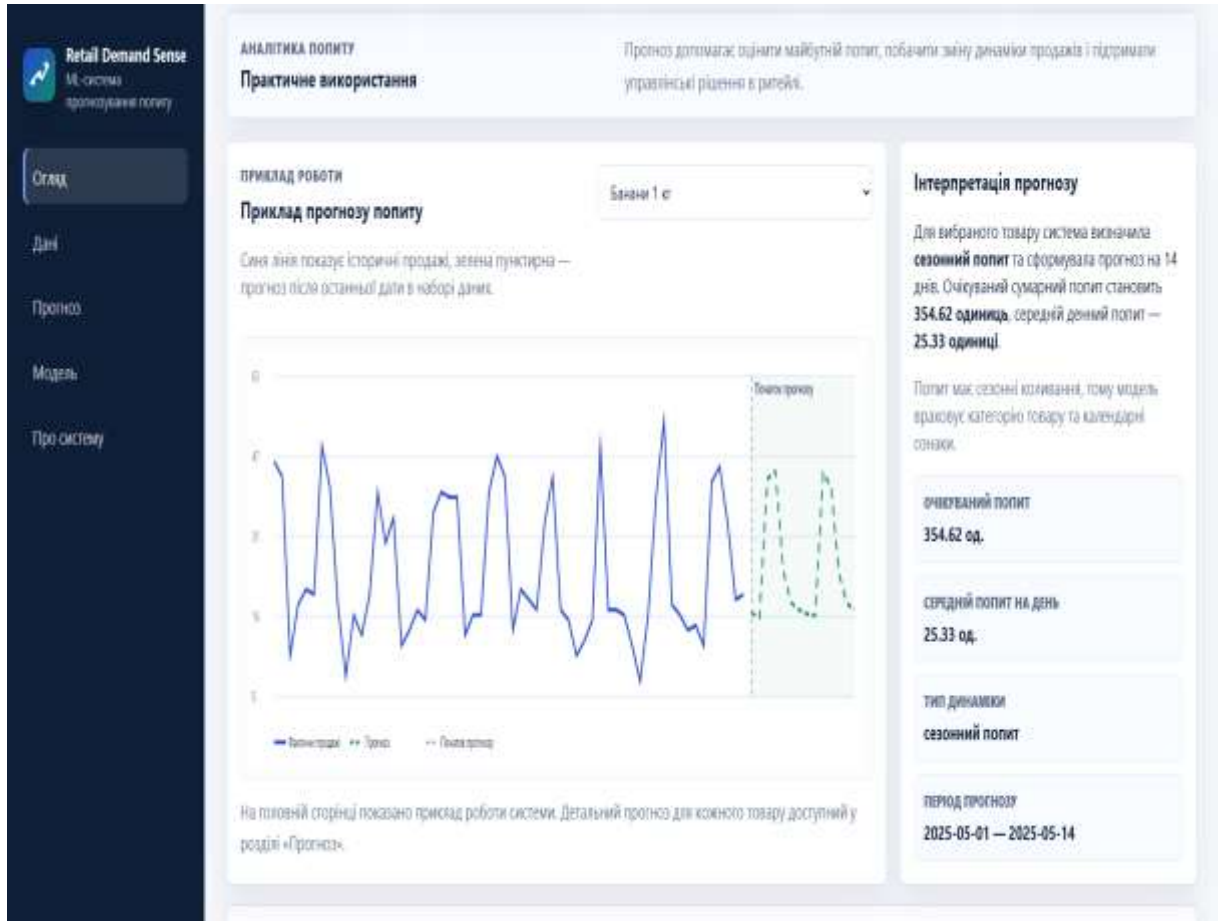 Retail Demand Sense
ML-система
прогнозування попиту
Огляд
Дані
Прогноз
Модель
Про систему
АНАЛІТИКА ПОПИТУ
Практичне використання
Прогноз допомагає оцінити майбутній попит, побачити зміну динаміки продажів і підтримати
управлінські рішення в ритейлі.
ПРИКЛАД РОБОТИ
Приклад прогнозу попиту
Банани 1 кг
Синя лінія показує історичні продажі, зелена пунктирна —
прогноз після останньої дати в наборі даних.
Початок прогнозу
Фактичні продажі
Прогноз
Початок прогнозу
На головній сторінці показано приклад роботи системи. Детальний прогноз для кожного товару доступний у
розділі «Прогноз».
Інтерпретація прогнозу
Для вибраного товару система визначила
сезонний попит та сформувала прогноз на 14
днів. Очікуваний сумарний попит становить
354.62 одиниць, середній денний попит —
25.33 одиниці.
Попит має сезонні коливання, тому модель
враховує категорію товару та календарні
ознаки.
ОЧІКУВАНИЙ ПОПИТ
354.62 од.
СЕРЕДНІЙ ПОПИТ НА ДЕНЬ
25.33 од.
ТИП ДИНАМІКИ
сезонний попит
ПЕРІОД ПРОГНОЗУ
2025-05-01 — 2025-05-14